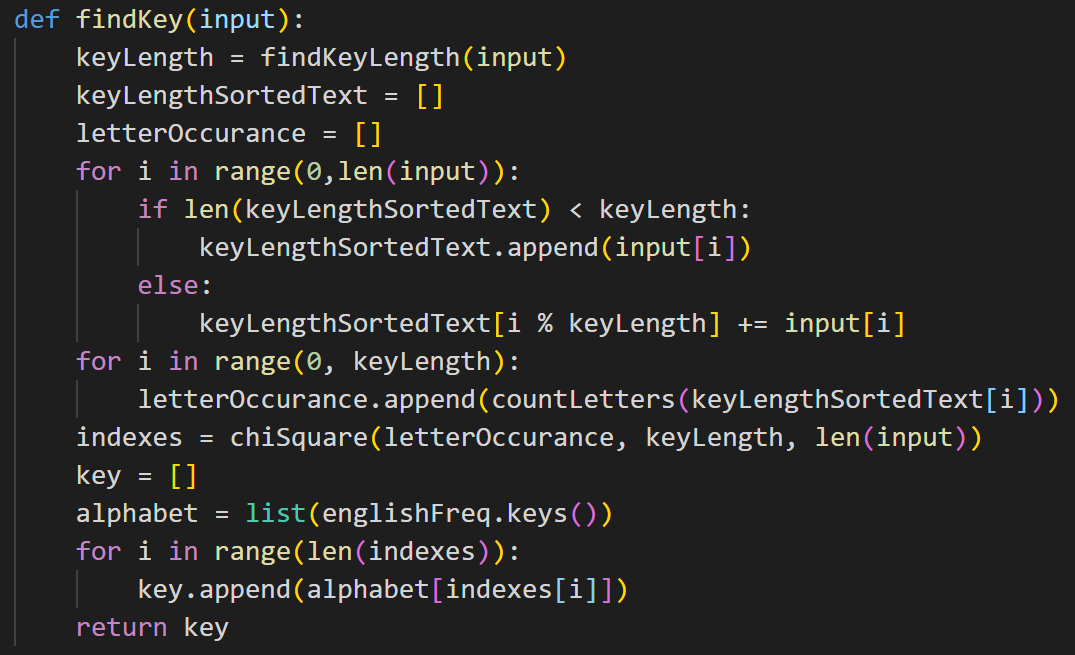 def findKey(input):
    keyLength = findKeyLength(input)
    keyLengthSortedText = []
    letterOccurance = []
    for i in range(0,len(input)):
        if len(keyLengthSortedText) < keyLength:
            keyLengthSortedText.append(input[i])
        else:
            keyLengthSortedText[i % keyLength] += input[i]
    for i in range(0, keyLength):
        letterOccurance.append(countLetters(keyLengthSortedText[i]))
    indexes = chiSquare(letterOccurance, keyLength, len(input))
    key = []
    alphabet = list(englishFreq.keys())
    for i in range(len(indexes)):
        key.append(alphabet[indexes[i]])
    return key